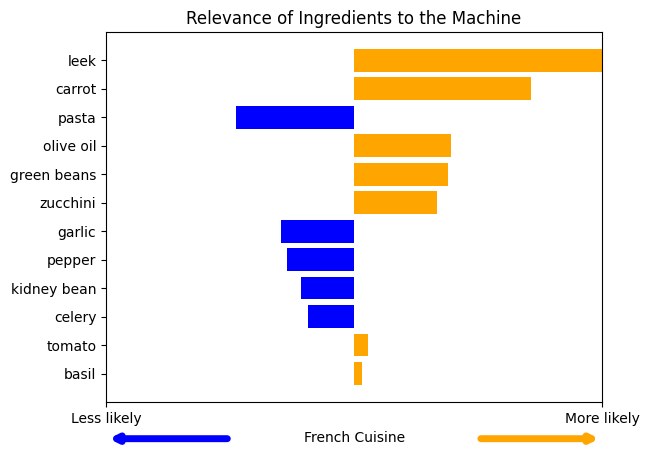 Relevance of Ingredients to the Machine
leek
carrot
pasta
olive oil
green beans
zucchini
garlic
pepper
kidney bean
celery
tomato
basil
Less likely
More likely
French Cuisine